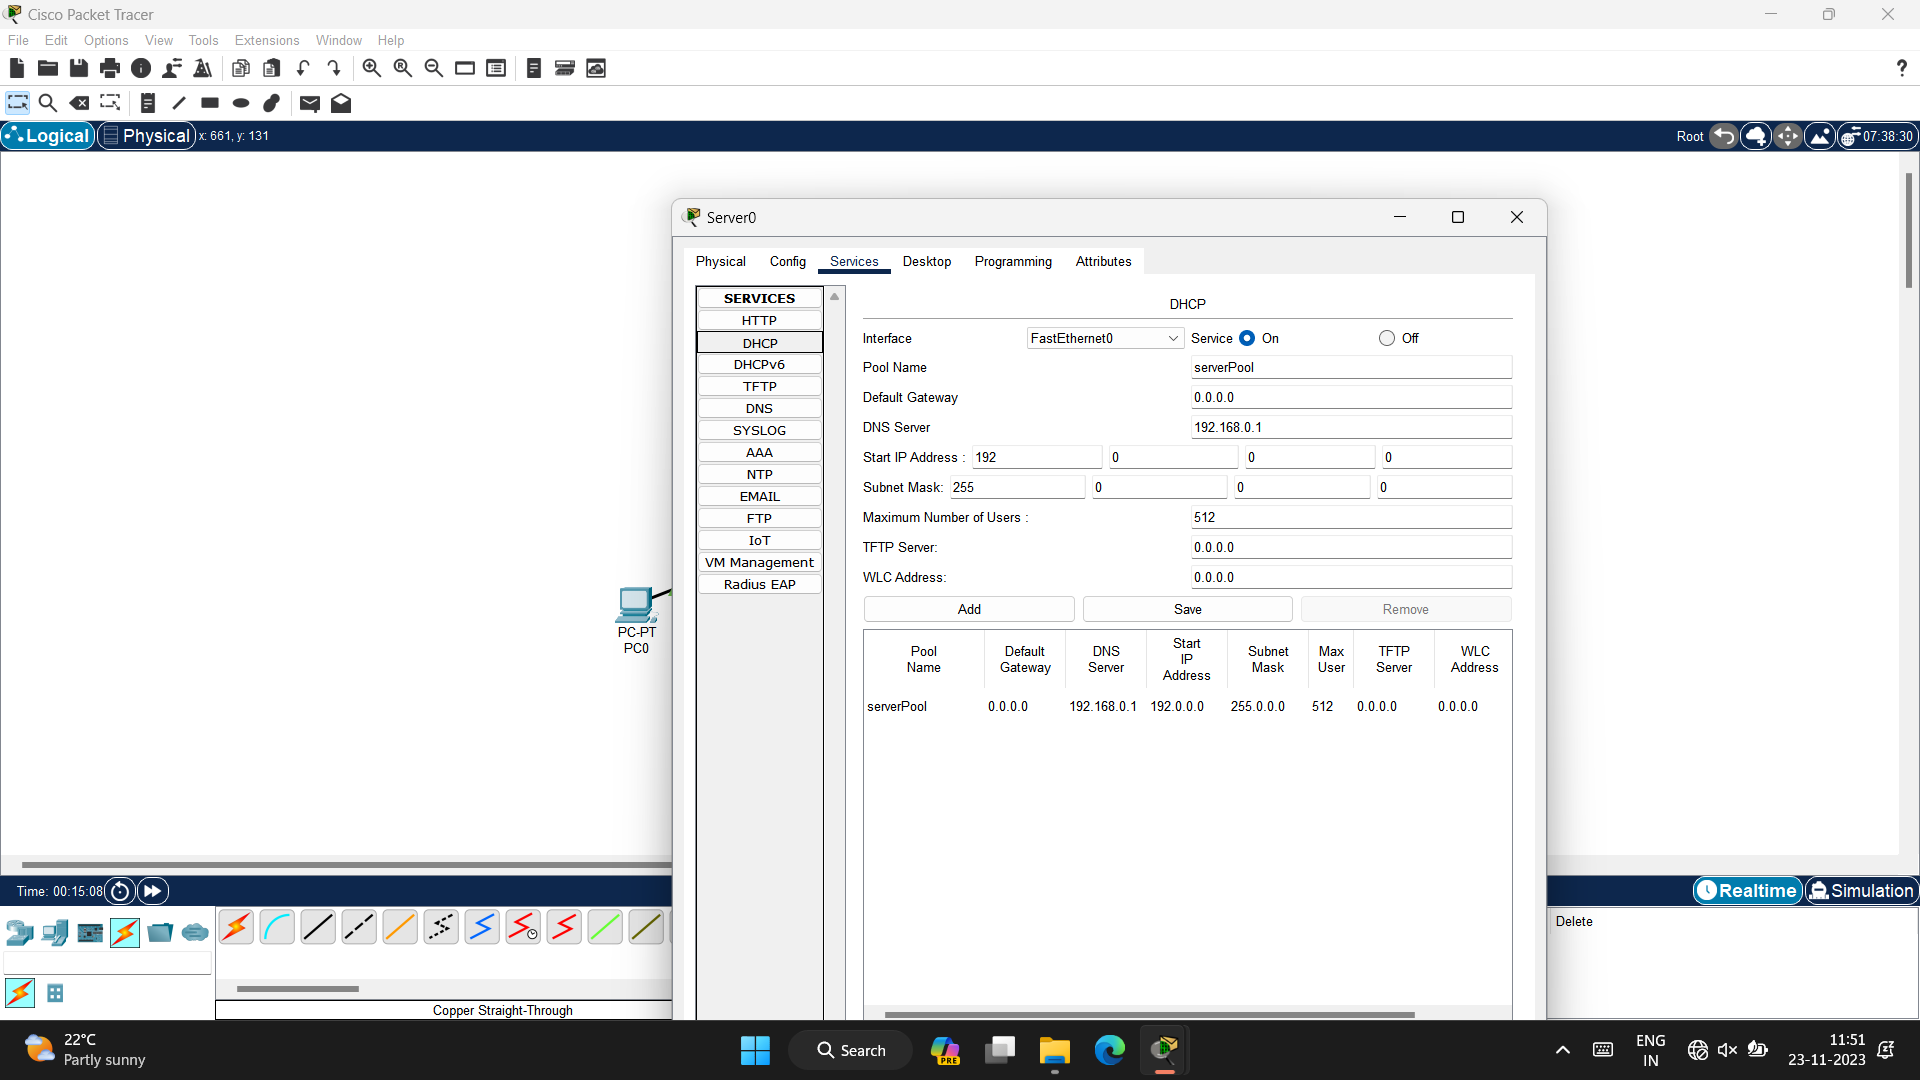 Cisco Packet Tracer
File Edit Options View Tools Extensions Window Help
?
Logical Physical x: 661, y: 131 Root 07:38:30
Server0
Physical Config Services Desktop Programming Attributes
SERVICES
HTTP
DHCP
DHCPv6
TFTP
DNS
SYSLOG
AAA
NTP
EMAIL
FTP
IoT
VM Management
Radius EAP
DHCP
Interface FastEthernet0 Service On Off
Pool Name serverPool
Default Gateway 0.0.0.0
DNS Server 192.168.0.1
Start IP Address : 192 0 0 0
Subnet Mask: 255 0 0 0
Maximum Number of Users : 512
TFTP Server: 0.0.0.0
WLC Address: 0.0.0.0
Add Save Remove
Pool Name Default Gateway DNS Server Start IP Address Subnet Mask Max User TFTP Server WLC Address
serverPool 0.0.0.0 192.168.0.1 192.0.0.0 255.0.0.0 512 0.0.0.0 0.0.0.0
PC-PT
PC0
Time: 00:15:08 Realtime Simulation
Delete
Copper Straight-Through
22°C
Partly sunny
Search
PRE
ENG
IN
11:51
23-11-2023